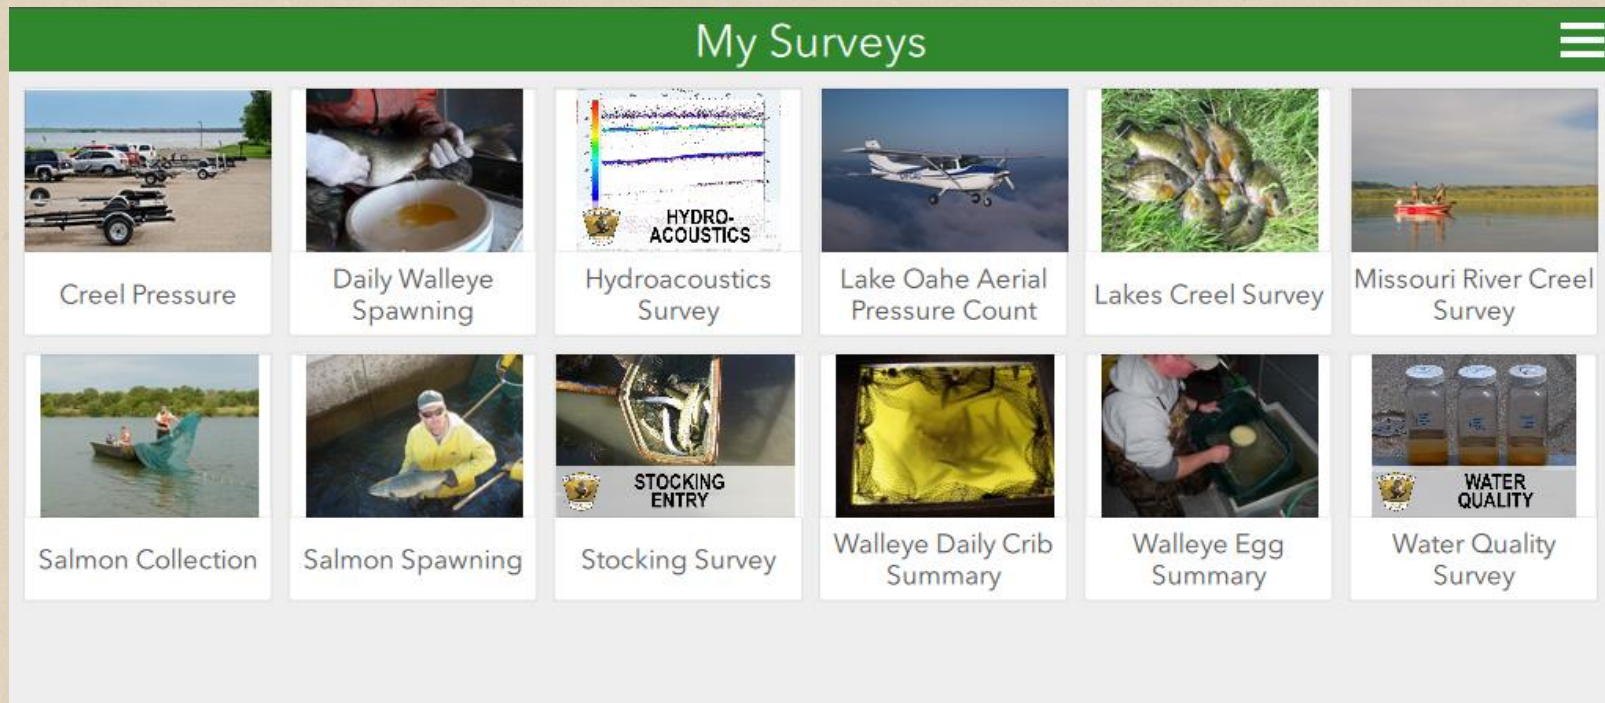 My Surveys
HYDRO-
ACOUSTICS
Creel Pressure
Daily Walleye
Spawning
Hydroacoustics
Survey
Lake Oahe Aerial
Pressure Count
Lakes Creel Survey
Missouri River Creel
Survey
STOCKING
ENTRY
WATER
QUALITY
Salmon Collection
Salmon Spawning
Stocking Survey
Walleye Daily Crib
Summary
Walleye Egg
Summary
Water Quality
Survey